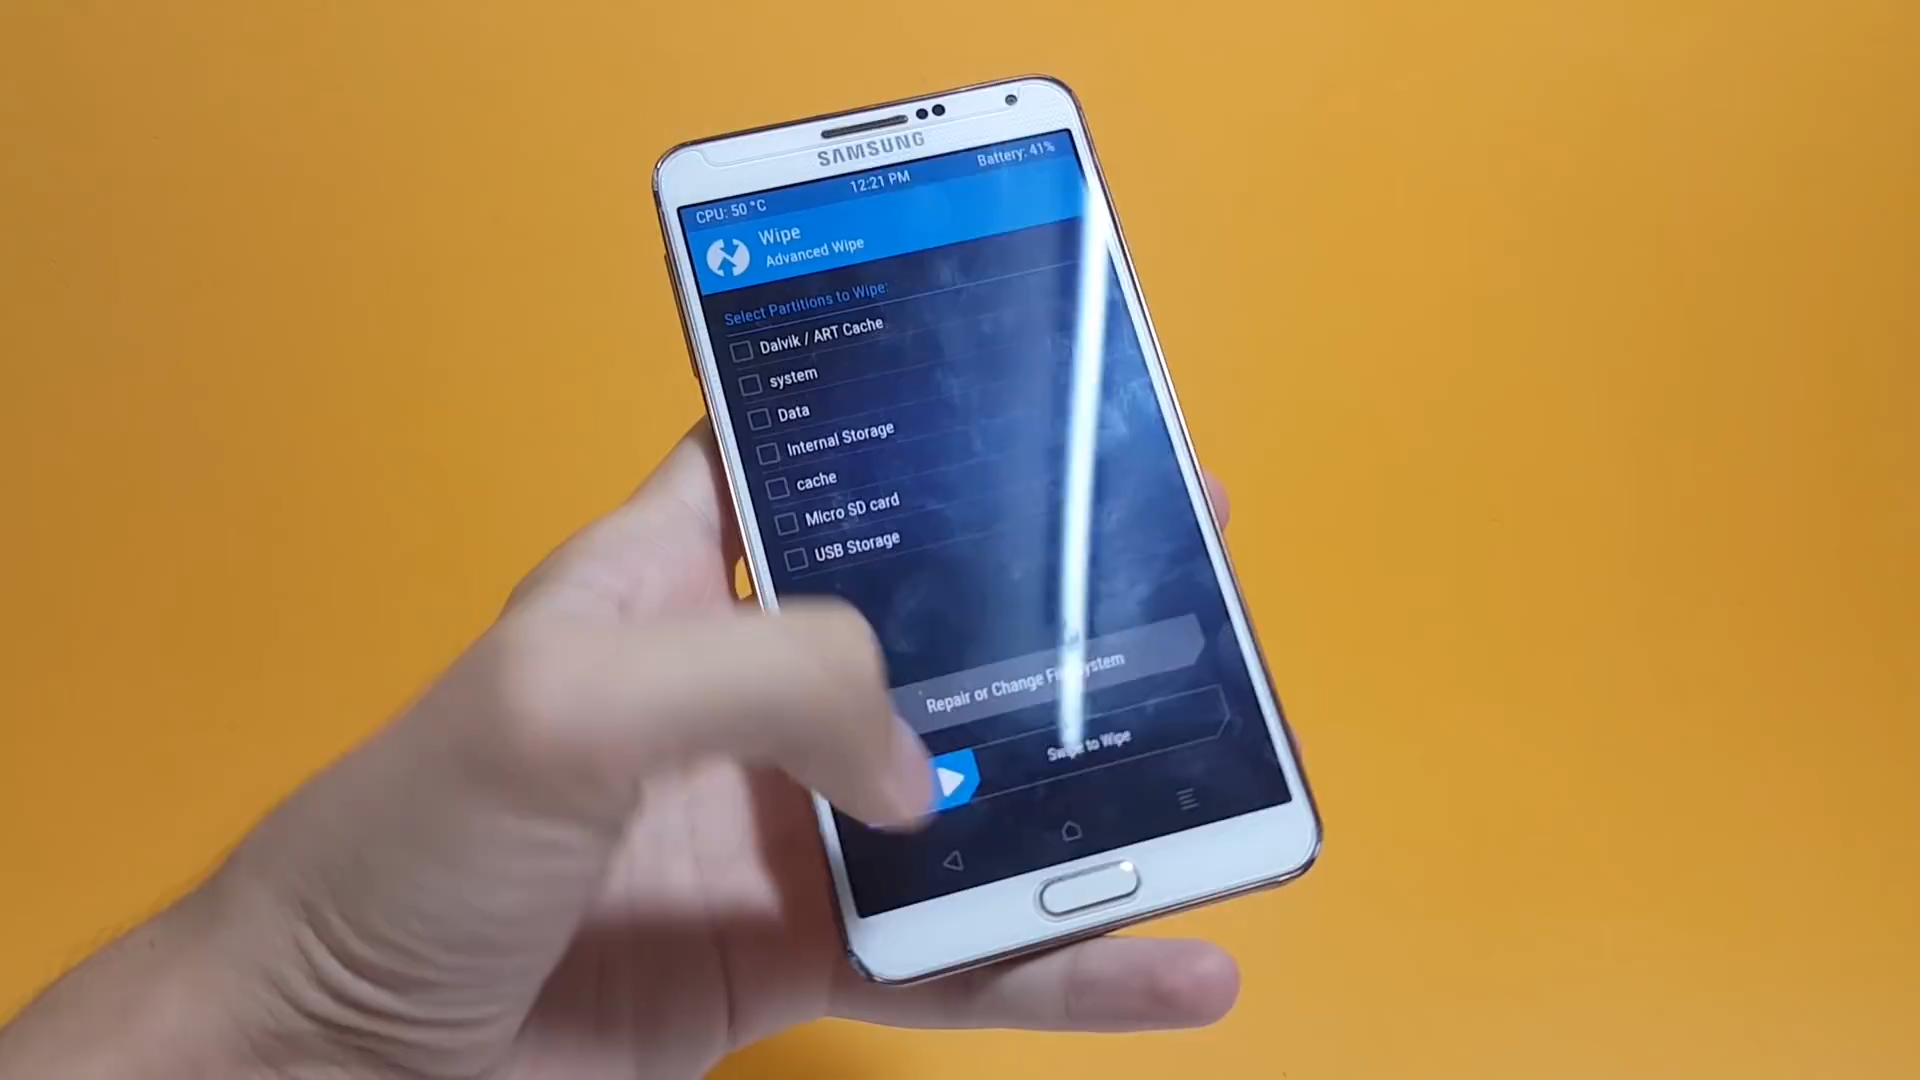 SAMSUNG
CPU: 50 °C
12:21 PM
Battery: 41%
Wipe
Advanced Wipe
Select Partitions to Wipe:
Dalvik / ART Cache
system
Data
Internal Storage
cache
Micro SD card
USB Storage
Repair or Change File System
Swipe to Wipe